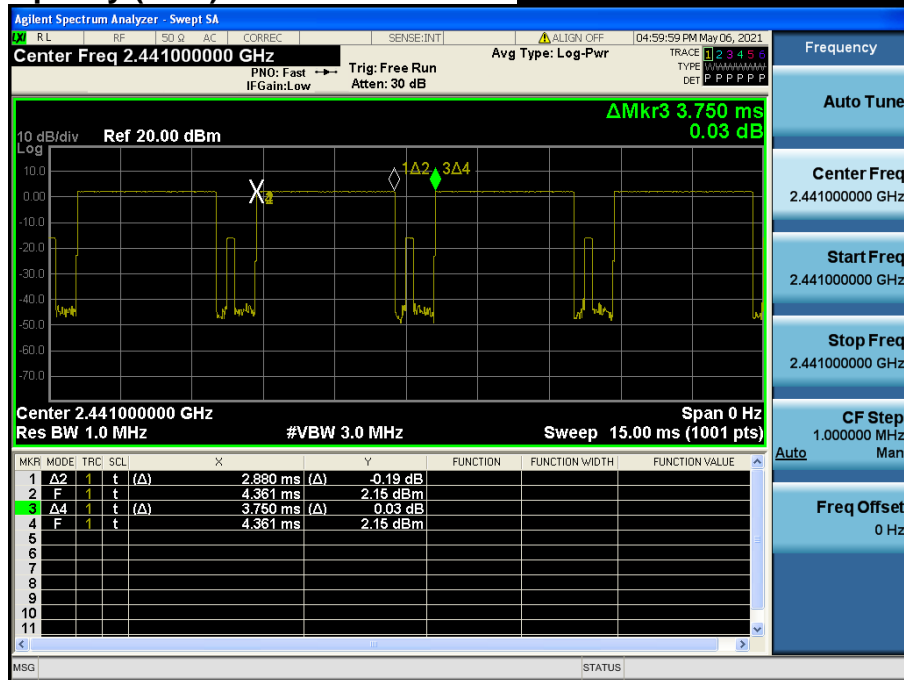 Agilent Spectrum Analyzer - Swept SA
LXI RL RF 50 Ω AC CORREC SENSE:INT ALIGN OFF 04:59:59 PM May 06, 2021
Center Freq 2.441000000 GHz Avg Type: Log-Pwr TRACE 1 2 3 4 5 6
PNO: Fast Trig: Free Run TYPE
IFGain:Low Atten: 30 dB DET P P P P P P
ΔMkr3 3.750 ms
0.03 dB
10 dB/div Ref 20.00 dBm
Log
10.0
0.00
-10.0
-20.0
-30.0
-40.0
-50.0
-60.0
-70.0
1Δ2 3Δ4
X
Center 2.441000000 GHz Span 0 Hz
Res BW 1.0 MHz #VBW 3.0 MHz Sweep 15.00 ms (1001 pts)
MKR MODE TRC SCL X Y FUNCTION FUNCTION WIDTH FUNCTION VALUE
1 Δ2 1 t (Δ) 2.880 ms (Δ) -0.19 dB
2 F 1 t 4.361 ms 2.15 dBm
3 Δ4 1 t (Δ) 3.750 ms (Δ) 0.03 dB
4 F 1 t 4.361 ms 2.15 dBm
5
6
7
8
9
10
11
MSG STATUS
Frequency
Auto Tune
Center Freq
2.441000000 GHz
Start Freq
2.441000000 GHz
Stop Freq
2.441000000 GHz
CF Step
1.000000 MHz
Auto Man
Freq Offset
0 Hz